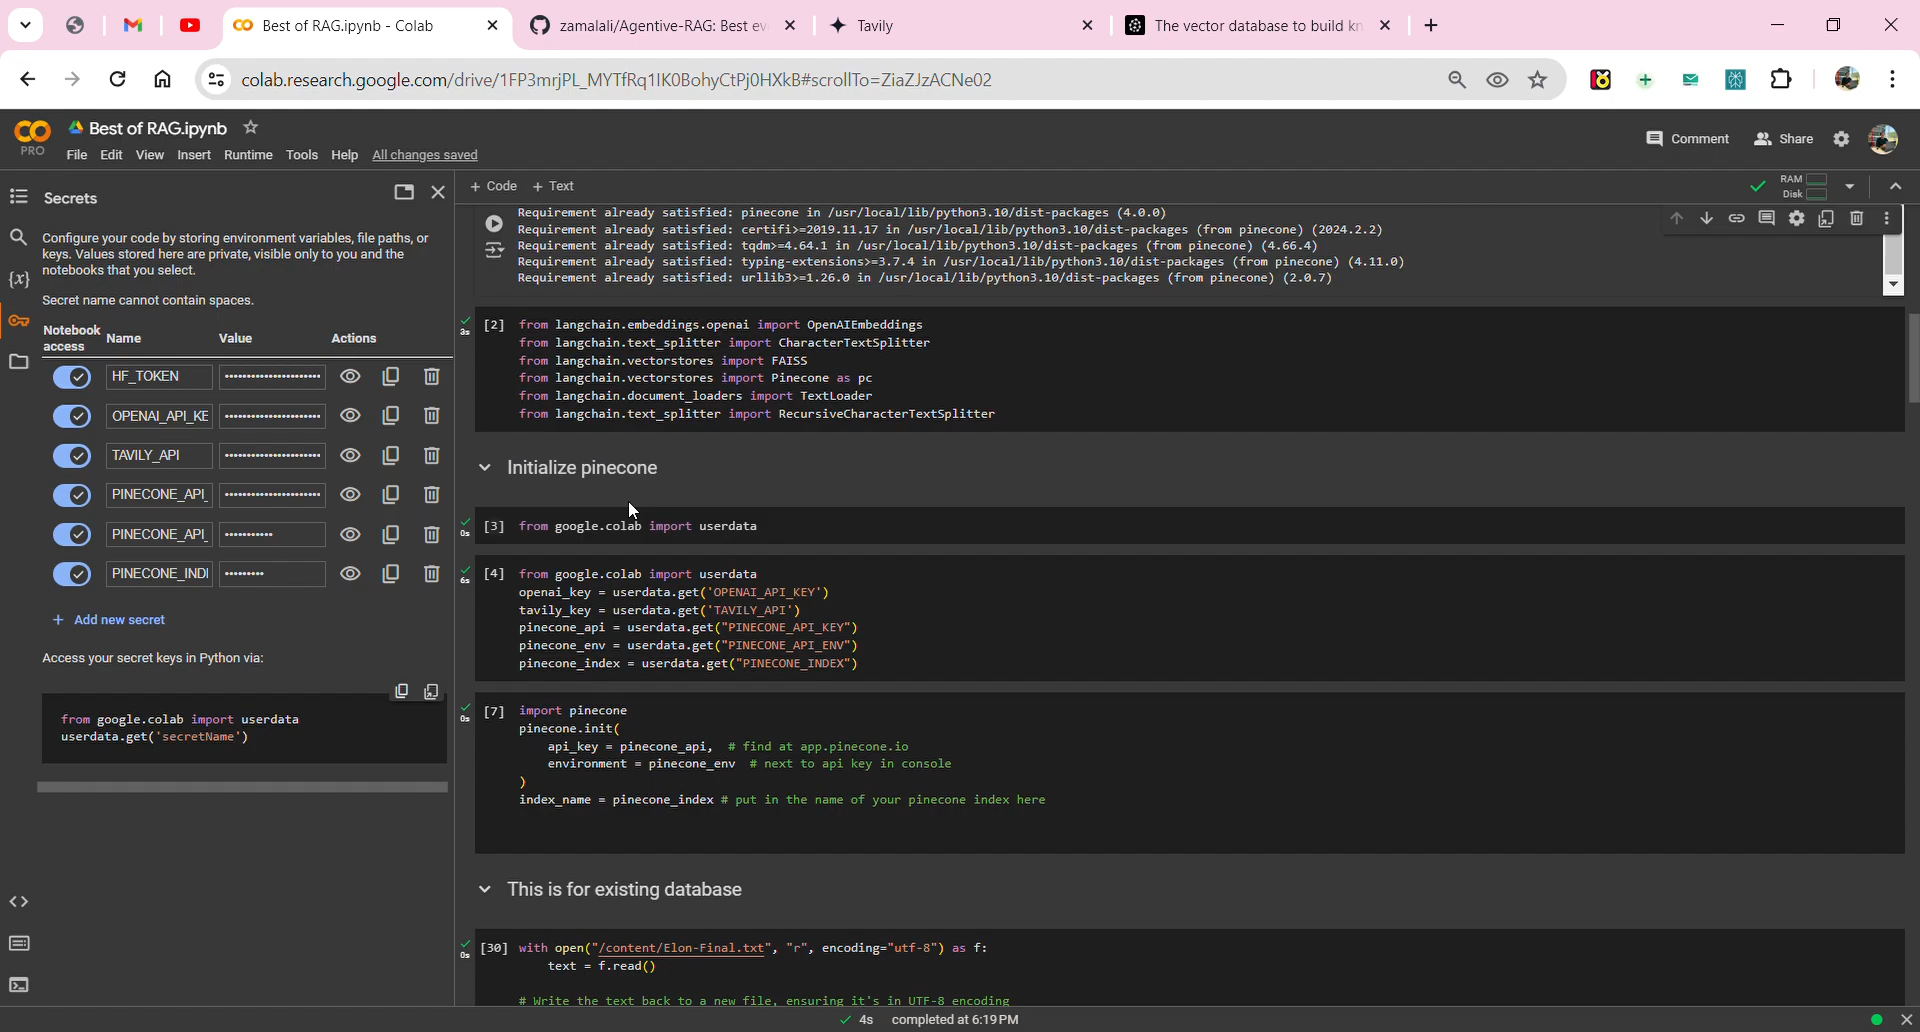 Best of RAG.ipynb - Colab
zamalali/Agentive-RAG: Best ev
Tavily
The vector database to build kn
colab.research.google.com/drive/1FP3mrjPL_MYTfRq1IK0BohyCtPj0HXkB#scrollTo=ZiaZJzACNe02
CO
PRO
Best of RAG.ipynb
File Edit View Insert Runtime Tools Help All changes saved
Comment
Share
Secrets
Configure your code by storing environment variables, file paths, or
keys. Values stored here are private, visible only to you and the
notebooks that you select.
Secret name cannot contain spaces.
Notebook
access
Name
Value
Actions
HF_TOKEN
OPENAI_API_KE
TAVILY_API
PINECONE_API_
PINECONE_API_
PINECONE_INDI
+ Add new secret
Access your secret keys in Python via:
from google.colab import userdata
userdata.get('secretName')
+ Code + Text
RAM
Disk
Requirement already satisfied: pinecone in /usr/local/lib/python3.10/dist-packages (4.0.0)
Requirement already satisfied: certifi>=2019.11.17 in /usr/local/lib/python3.10/dist-packages (from pinecone) (2024.2.2)
Requirement already satisfied: tqdm>=4.64.1 in /usr/local/lib/python3.10/dist-packages (from pinecone) (4.66.4)
Requirement already satisfied: typing-extensions>=3.7.4 in /usr/local/lib/python3.10/dist-packages (from pinecone) (4.11.0)
Requirement already satisfied: urllib3>=1.26.0 in /usr/local/lib/python3.10/dist-packages (from pinecone) (2.0.7)
3s
[2] from langchain.embeddings.openai import OpenAIEmbeddings
from langchain.text_splitter import CharacterTextSplitter
from langchain.vectorstores import FAISS
from langchain.vectorstores import Pinecone as pc
from langchain.document_loaders import TextLoader
from langchain.text_splitter import RecursiveCharacterTextSplitter
Initialize pinecone
0s
[3] from google.colab import userdata
6s
[4] from google.colab import userdata
openai_key = userdata.get('OPENAI_API_KEY')
tavily_key = userdata.get('TAVILY_API')
pinecone_api = userdata.get("PINECONE_API_KEY")
pinecone_env = userdata.get("PINECONE_API_ENV")
pinecone_index = userdata.get("PINECONE_INDEX")
0s
[7] import pinecone
pinecone.init(
api_key = pinecone_api, # find at app.pinecone.io
environment = pinecone_env # next to api key in console
)
index_name = pinecone_index # put in the name of your pinecone index here
This is for existing database
0s
[30] with open("/content/Elon-Final.txt", "r", encoding="utf-8") as f:
text = f.read()
# Write the text back to a new file, ensuring it's in UTF-8 encoding
4s completed at 6:19 PM